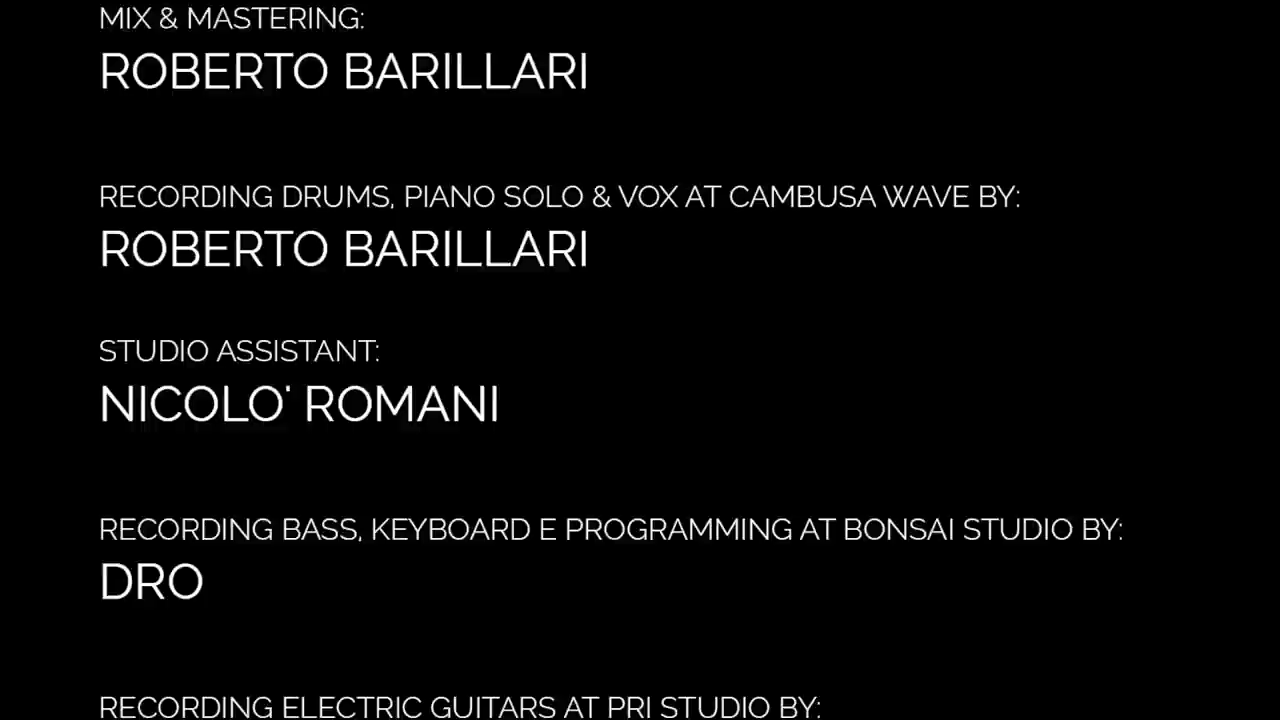 MIX & MASTERING:
ROBERTO BARILLARI
RECORDING DRUMS, PIANO SOLO & VOX AT CAMBUSA WAVE BY:
ROBERTO BARILLARI
STUDIO ASSISTANT:
NICOLO' ROMANI
RECORDING BASS, KEYBOARD E PROGRAMMING AT BONSAI STUDIO BY:
DRO
RECORDING ELECTRIC GUITARS AT PRI STUDIO BY: